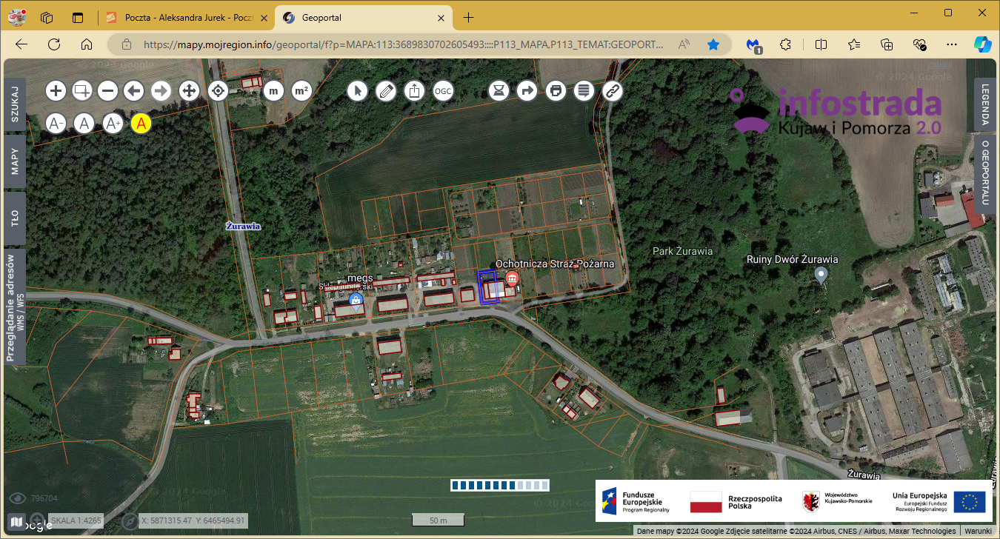 Poczta - Aleksandra Jurek - Poczt
Geoportal
https://mapy.mojregion.info/geoportal/f?p=MAPA:113:3689830702605493::::P113_MAPA.P113_TEMAT:GEOPORT...
1
SZUKAJ
MAPY
TŁO
Przeglądanie adresów
WMS / WFS
m
m²
OGC
A-
A
A+
A
© 2024 Google
infostrada
Kujaw i Pomorza 2.0
LEGENDA
O GEOPORTALU
Żurawia
Park Żurawia
Ruiny Dwór Żurawia
Ochotnicza Straż Pożarna
megs
Sklep jubilerski
Żurawia
© 2024 Google
796704
SKALA 1:4265
X: 5871315.47 Y: 6465494.91
50 m
Fundusze
Europejskie
Program Regionalny
Rzeczpospolita
Polska
Województwo
Kujawsko-Pomorskie
Unia Europejska
Europejski Fundusz
Rozwoju Regionalnego
Dane mapy ©2024 Google Zdjęcie satelitarne ©2024 Airbus, CNES / Airbus, Maxar Technologies
Warunki